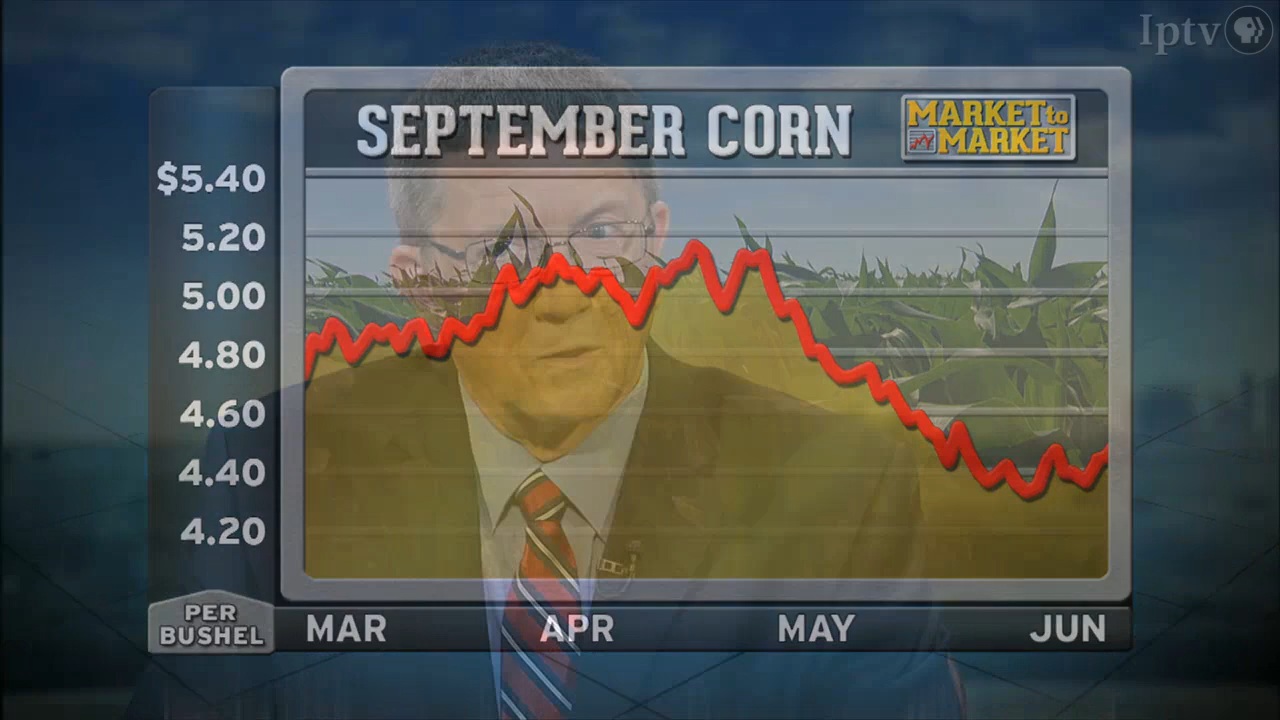 Iptv
SEPTEMBER CORN
MARKET to
MARKET
$5.40
5.20
5.00
4.80
4.60
4.40
4.20
PER
BUSHEL
MAR APR MAY JUN